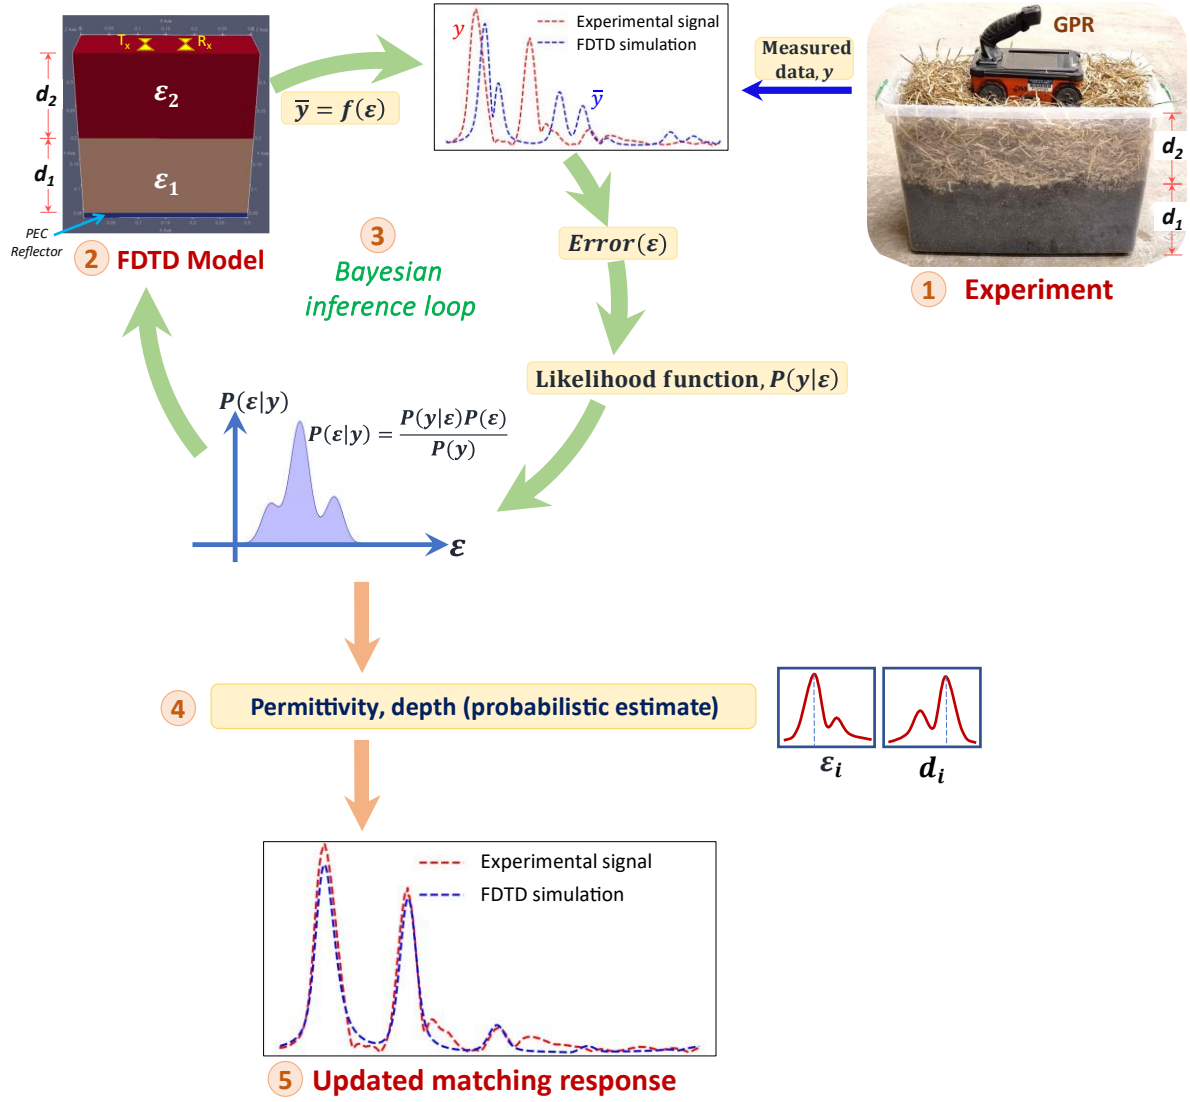 Tx
Rx
d2
ε2
d1
ε1
PEC
Reflector
2 FDTD Model
ȳ = f(ε)
y
ȳ
Experimental signal
FDTD simulation
Measured
data, y
GPR
d2
d1
1 Experiment
3
Bayesian
inference loop
Error(ε)
Likelihood function, P(y|ε)
P(ε|y)
P(ε|y) = P(y|ε)P(ε) / P(y)
ε
4 Permittivity, depth (probabilistic estimate)
εi
di
Experimental signal
FDTD simulation
5 Updated matching response